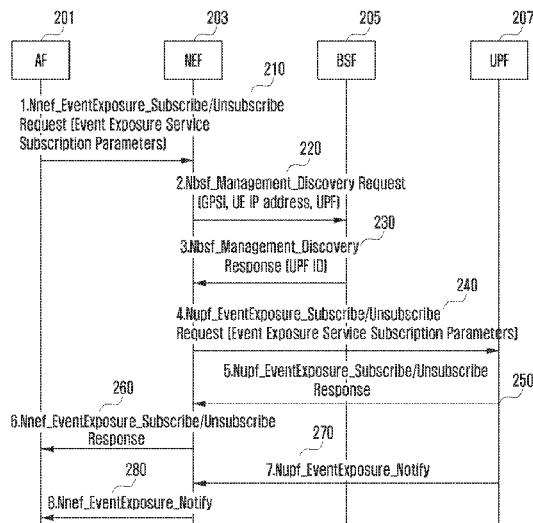 201 203 205 207
AF NEF BSF UPF
210
1.Nnef_EventExposure_Subscribe/Unsubscribe
Request [Event Exposure Service
Subscription Parameters]
220
2.Nbsf_Management_Discovery Request
(GPSI, UE IP address, UPF)
230
3.Nbsf_Management_Discovery
Response [UPF ID]
240
4.Nupf_EventExposure_Subscribe/Unsubscribe
Request [Event Exposure Service Subscription Parameters]
5.Nupf_EventExposure_Subscribe/Unsubscribe
Response
250
260
6.Nnef_EventExposure_Subscribe/Unsubscribe
Response
270
7.Nupf_EventExposure_Notify
280
8.Nnef_EventExposure_Notify